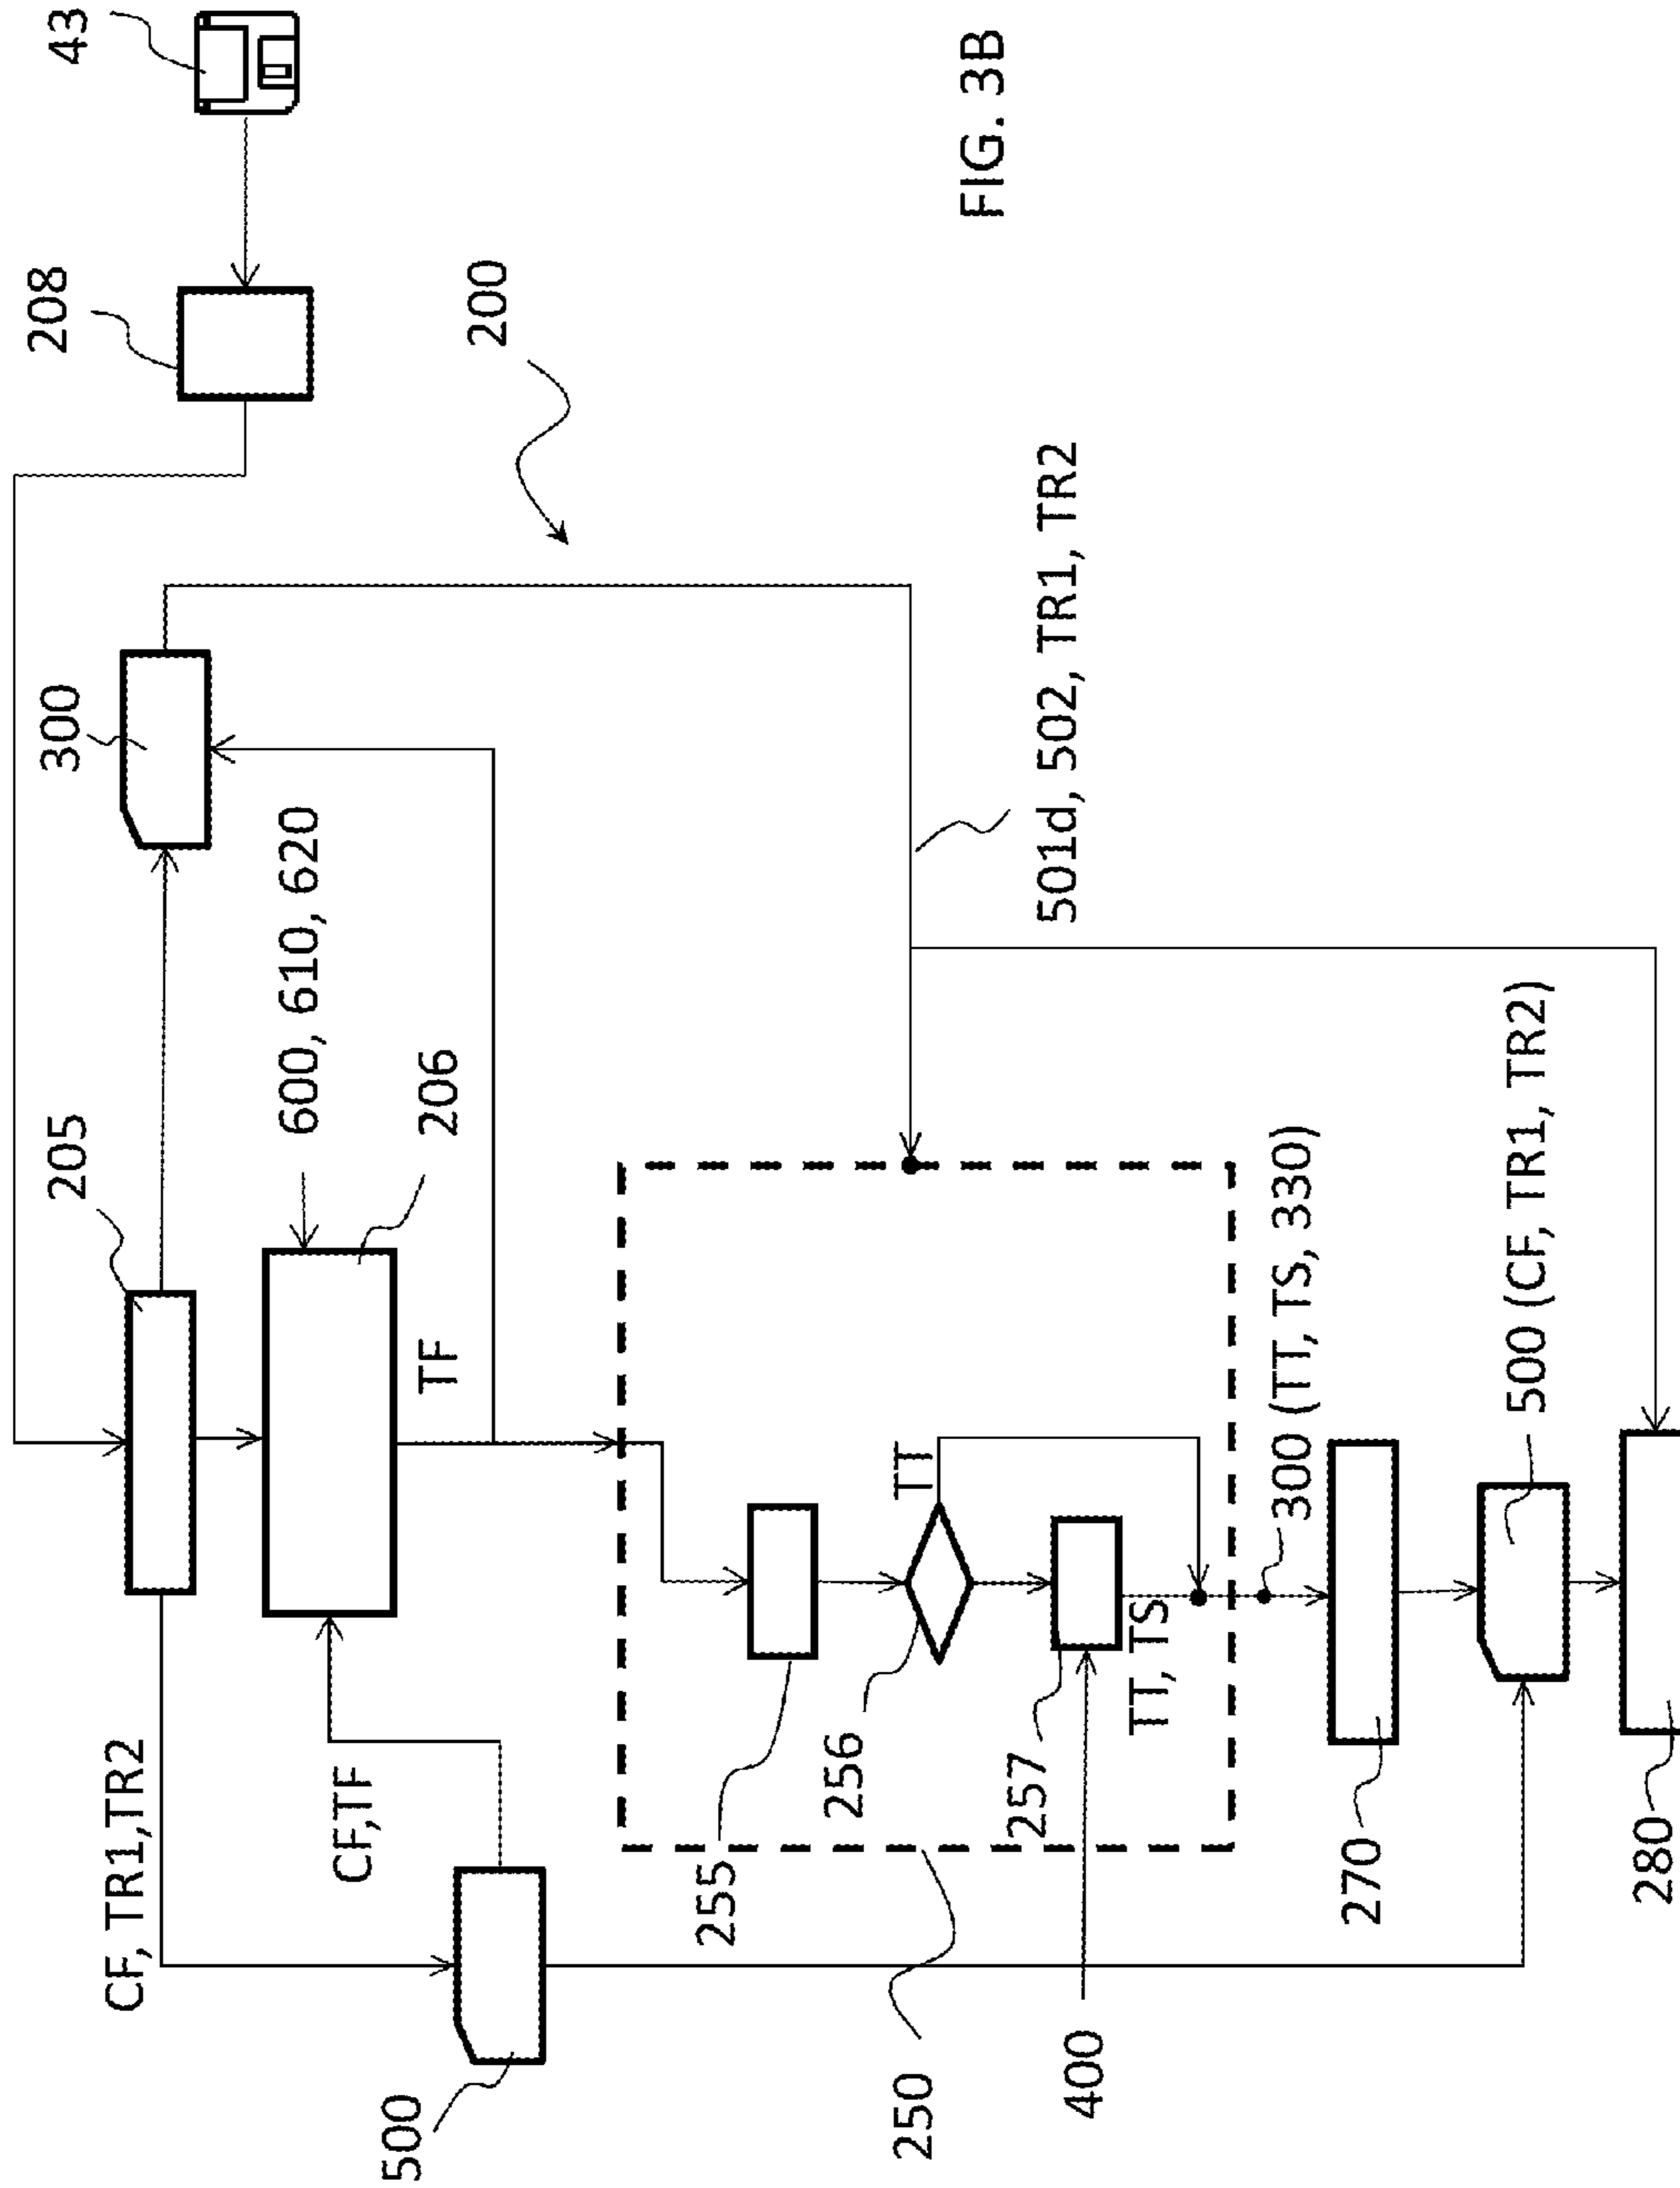 43
208
200
300
501d, 502, TR1, TR2
600, 610, 620
205
206
TF
CF, TR1,TR2
CF,TF
500
250
255
256
TT
257
TT, TS
400
300 (TT, TS, 330)
270
500 (CF, TR1, TR2)
280
FIG. 3B